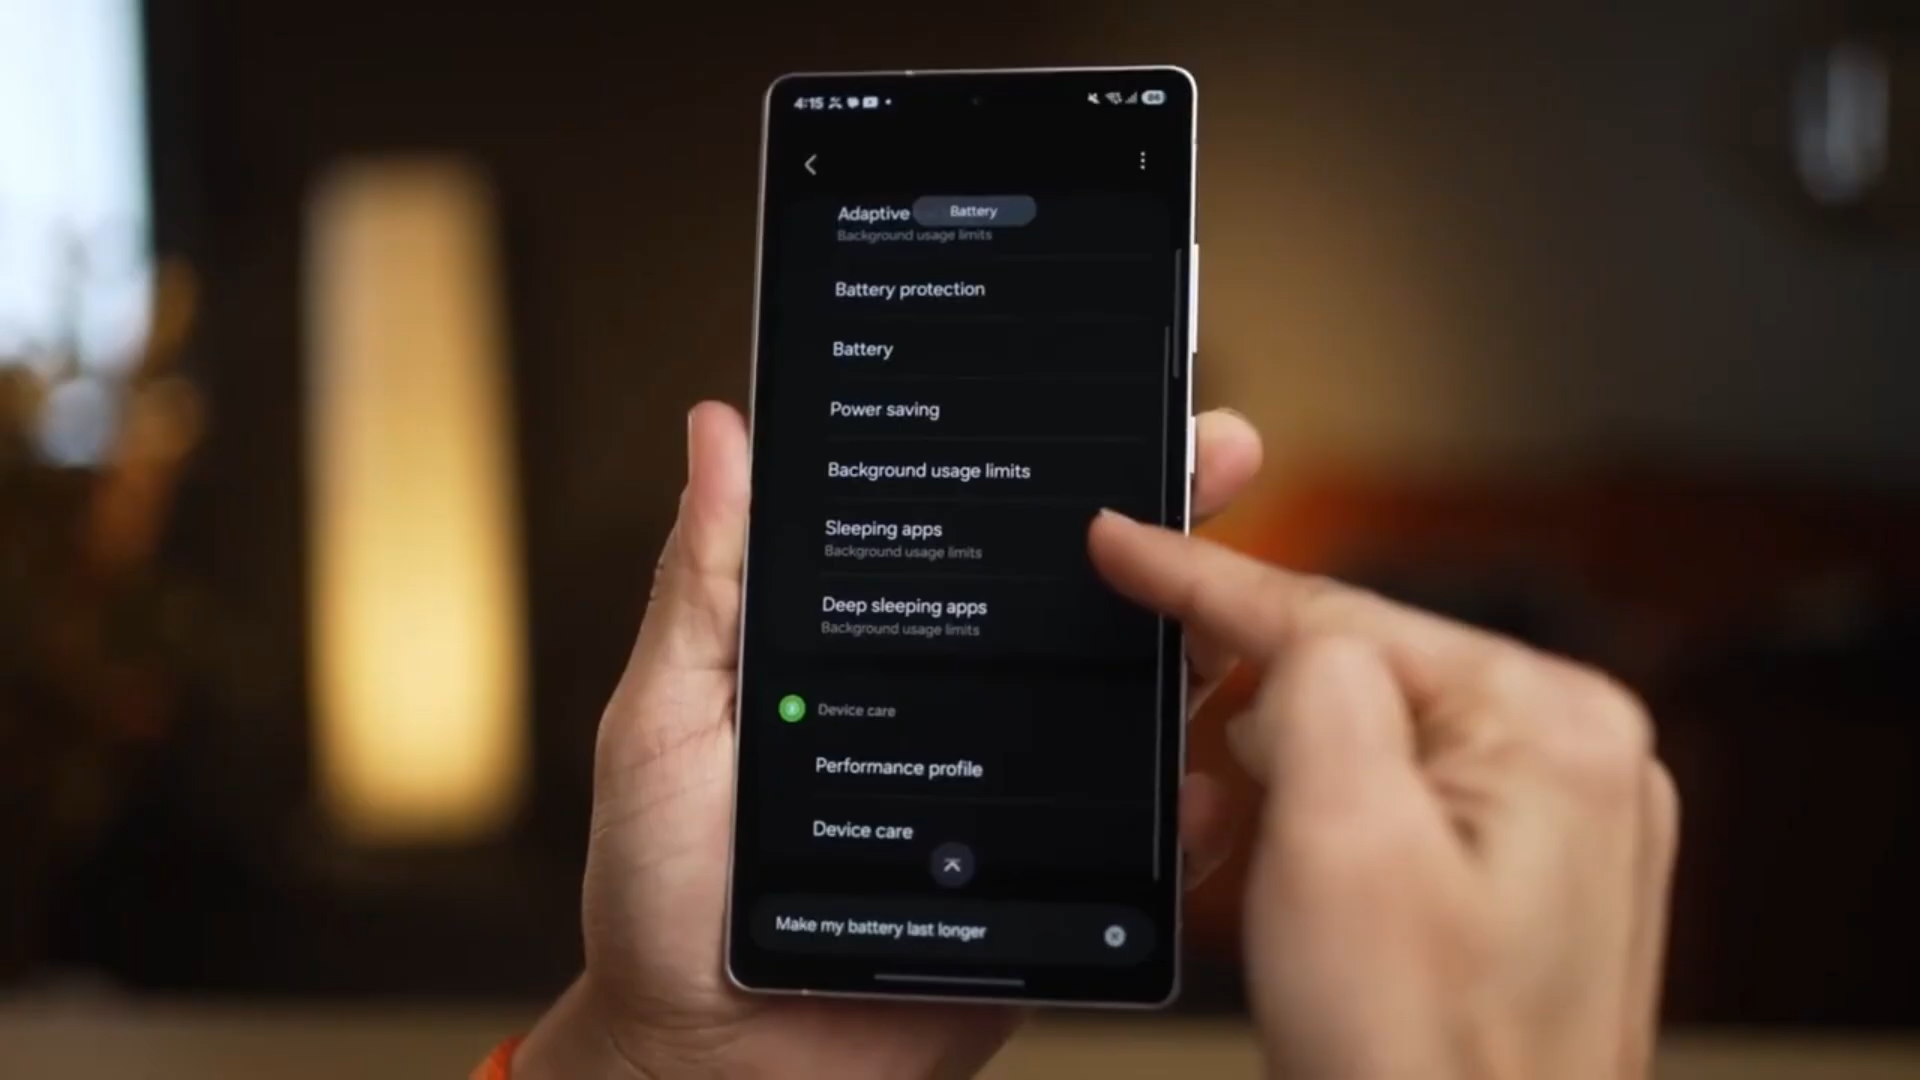 4:15
86
Adaptive
Battery
Background usage limits
Battery protection
Battery
Power saving
Background usage limits
Sleeping apps
Background usage limits
Deep sleeping apps
Background usage limits
Device care
Performance profile
Device care
Make my battery last longer